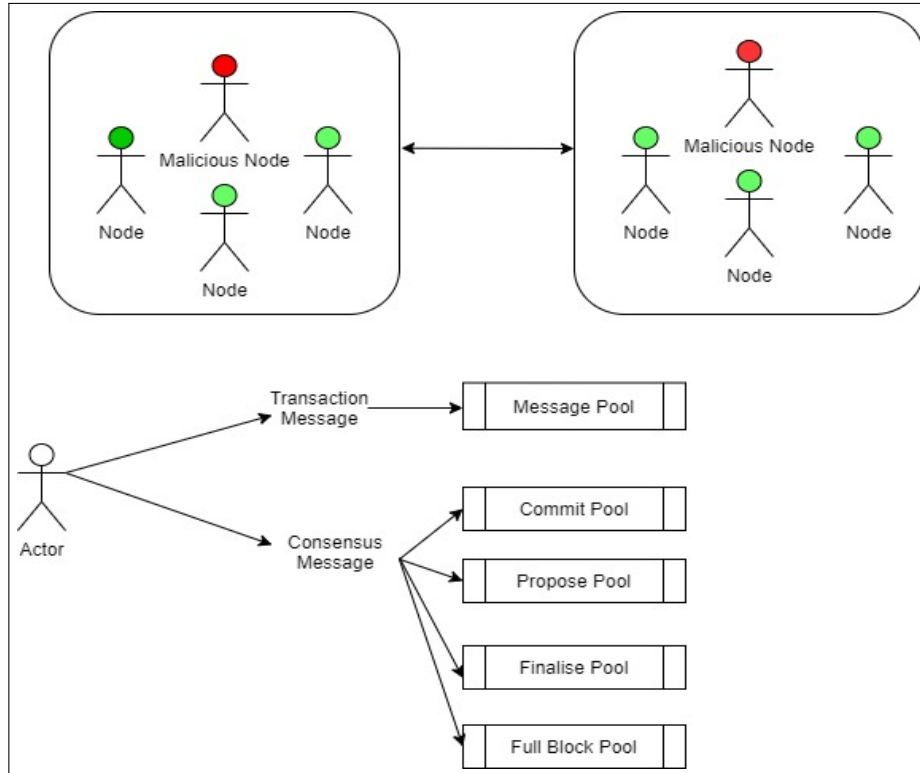 Malicious Node
Node
Node
Node
Malicious Node
Node
Node
Node
Transaction
Message
Message Pool
Actor
Consensus
Message
Commit Pool
Propose Pool
Finalise Pool
Full Block Pool